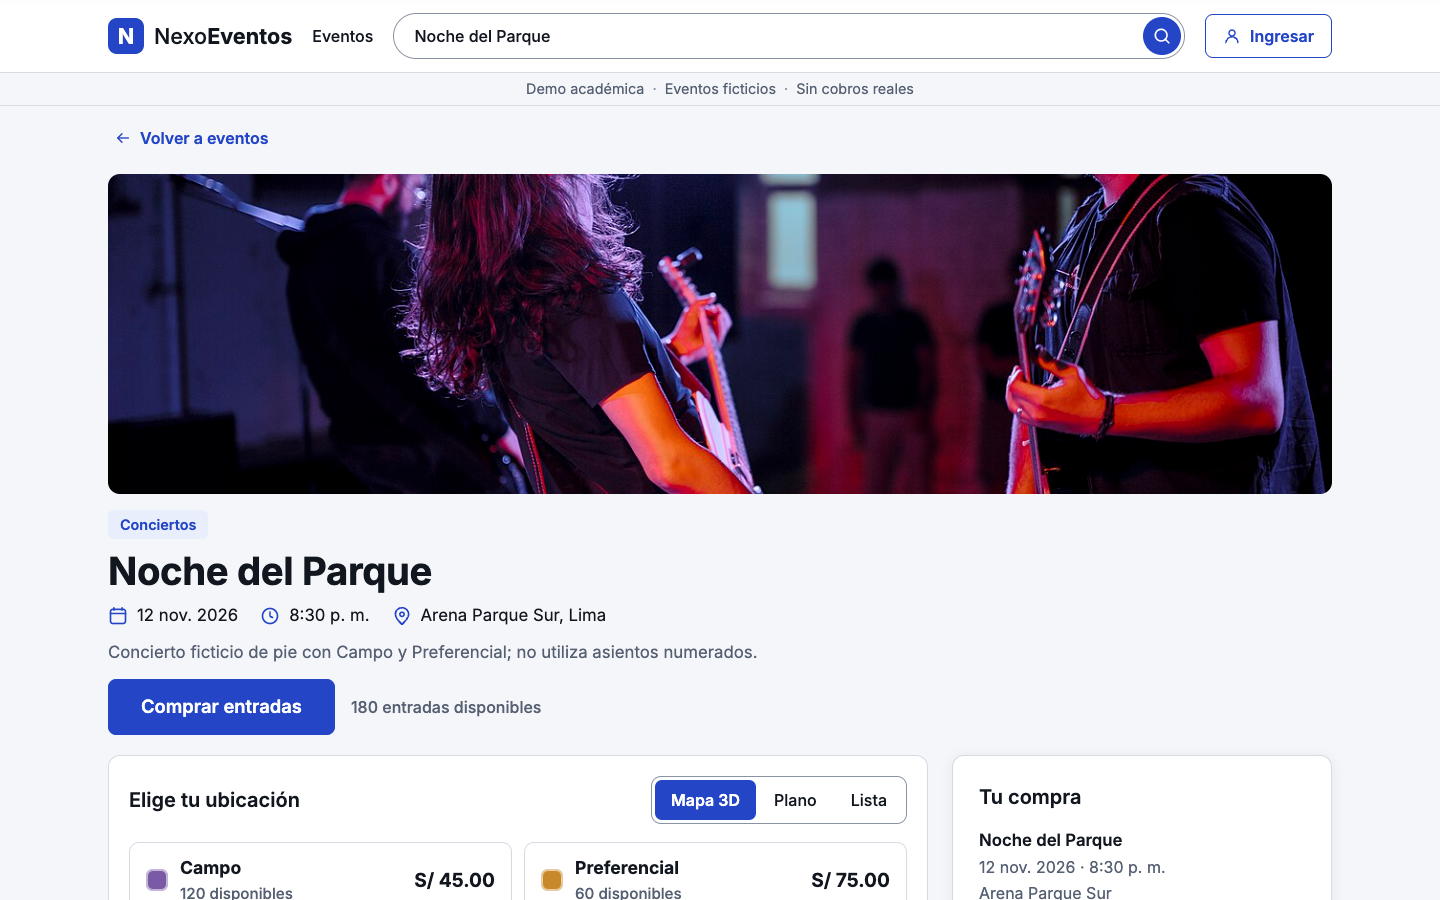 N NexoEventos Eventos Noche del Parque Ingresar
Demo académica · Eventos ficticios · Sin cobros reales
← Volver a eventos
Conciertos
Noche del Parque
12 nov. 2026 8:30 p. m. Arena Parque Sur, Lima
Concierto ficticio de pie con Campo y Preferencial; no utiliza asientos numerados.
Comprar entradas 180 entradas disponibles
Elige tu ubicación Mapa 3D Plano Lista
Campo S/ 45.00
120 disponibles
Preferencial S/ 75.00
60 disponibles
Tu compra
Noche del Parque
12 nov. 2026 · 8:30 p. m.
Arena Parque Sur